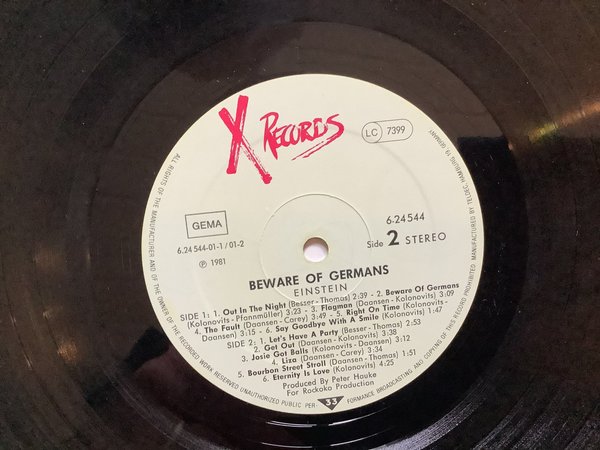 X RECORDS
LC 7399
GEMA
6.24 544-01-1/01-2
℗ 1981
6.24 544
Side 2 STEREO
BEWARE OF GERMANS
EINSTEIN
SIDE 1: 1. Out In The Night (Besser-Thomas) 2:39 - 2. Beware Of Germans
(Kolonovits-Pfannmüller) 3:23 - 3. Flagman (Daansen-Kolonovits) 3:09
4. The Fault (Daansen-Carey) 3:49 - 5. Right On Time (Kolonovits-
Daansen) 3:15 - 6. Say Goodbye With A Smile (Kolonovits) 1:47
SIDE 2: 1. Let's Have A Party (Kolonovits) 2:53
2. Get Out (Kolonovits-Daansen) 3:12
3. Josie Got Balls (Kolonovits-Daansen) 3:12
4. Liza (Daansen-Carey) 3:34
5. Bourbon Street Stroll (Daansen-Thomas) 1:51
6. Eternity Is Love (Kolonovits) 4:25
Produced By Peter Hauke
For Rockoko Production
33
ALL RIGHTS OF THE MANUFACTURER AND OF THE OWNER OF THE RECORDED WORK RESERVED UNAUTHORIZED PUBLIC PERFORMANCE BROADCASTING AND COPYING OF THIS RECORD PROHIBITED. MANUFACTURED BY TELDEC, HAMBURG 19, GERMANY